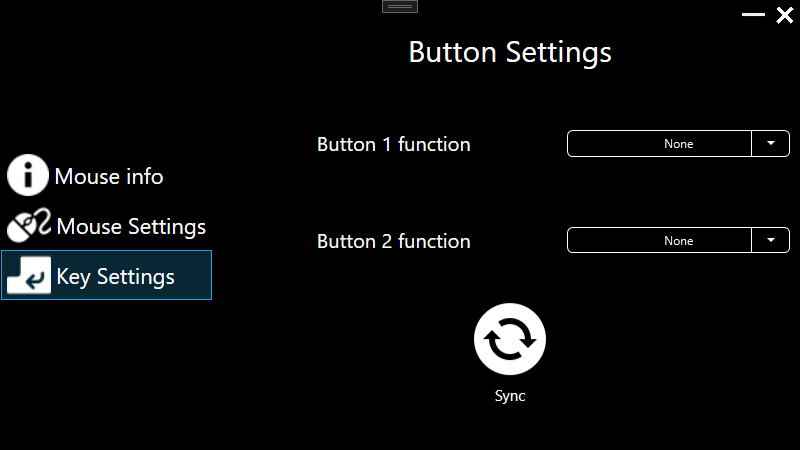 Button Settings
Button 1 function
None
Mouse info
Mouse Settings
Button 2 function
None
Key Settings
Sync